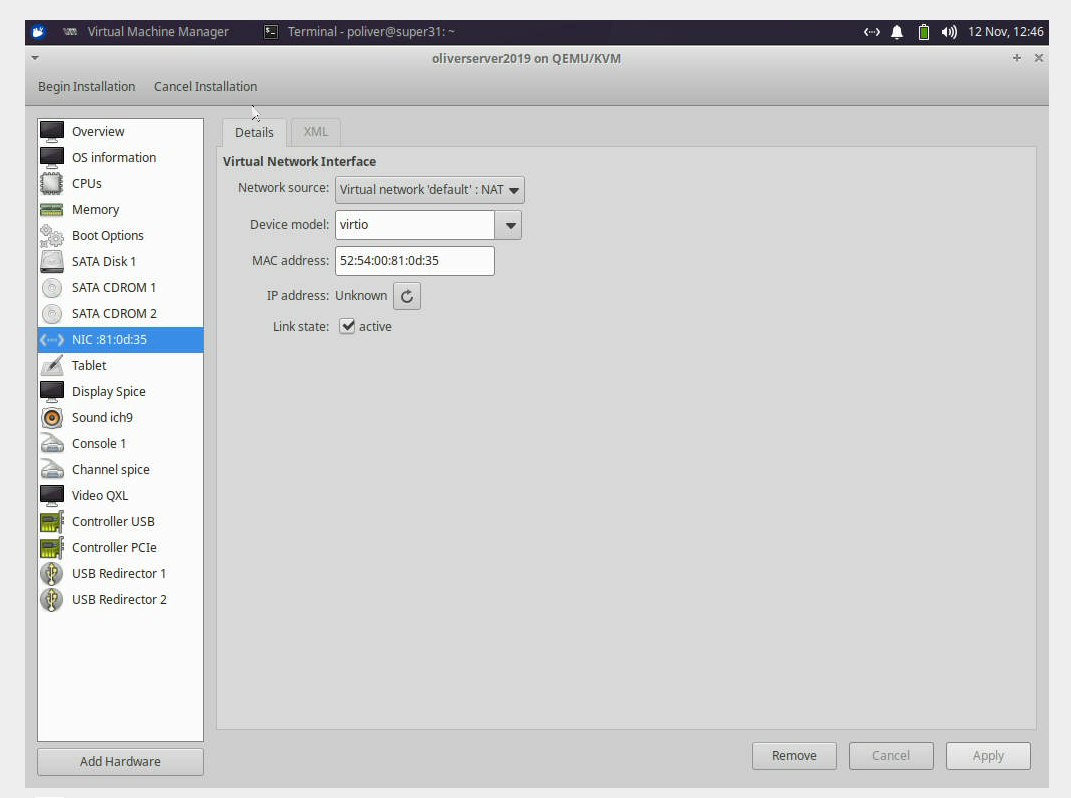 Virtual Machine Manager Terminal - poliver@super31: ~ 12 Nov, 12:46
oliverserver2019 on QEMU/KVM
Begin Installation Cancel Installation
Overview
OS information
CPUs
Memory
Boot Options
SATA Disk 1
SATA CDROM 1
SATA CDROM 2
NIC :81:0d:35
Tablet
Display Spice
Sound ich9
Console 1
Channel spice
Video QXL
Controller USB
Controller PCIe
USB Redirector 1
USB Redirector 2
Add Hardware
Details XML
Virtual Network Interface
Network source: Virtual network 'default' : NAT
Device model: virtio
MAC address: 52:54:00:81:0d:35
IP address: Unknown
Link state: active
Remove Cancel Apply